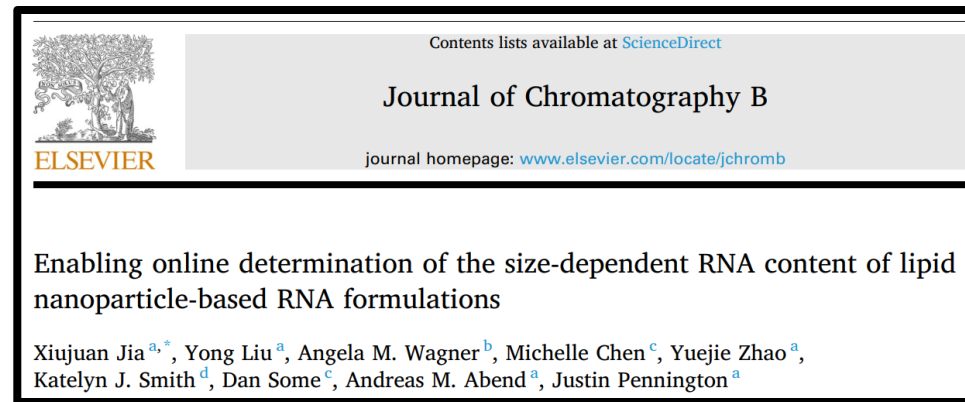 Contents lists available at ScienceDirect
Journal of Chromatography B
ELSEVIER
journal homepage: www.elsevier.com/locate/jchromb
Enabling online determination of the size-dependent RNA content of lipid
nanoparticle-based RNA formulations
Xiujuan Jia a,*, Yong Liu a, Angela M. Wagner b, Michelle Chen c, Yuejie Zhao a,
Katelyn J. Smith d, Dan Some c, Andreas M. Abend a, Justin Pennington a